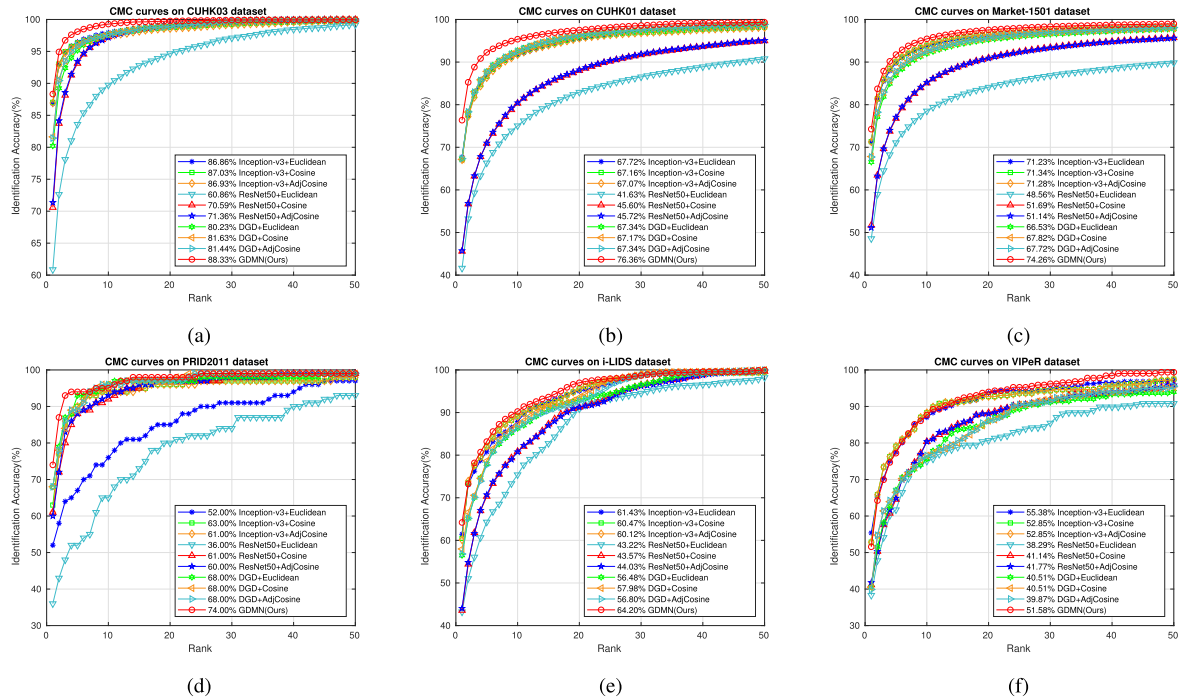 CMC curves on CUHK03 dataset
Identification Accuracy(%)
100
95
90
85
80
75
70
65
60
86.86% Inception-v3+Euclidean
87.03% Inception-v3+Cosine
86.93% Inception-v3+AdjCosine
60.86% ResNet50+Euclidean
70.59% ResNet50+Cosine
71.36% ResNet50+AdjCosine
80.23% DGD+Euclidean
81.63% DGD+Cosine
81.44% DGD+AdjCosine
88.33% GDMN(Ours)
0 10 20 30 40 50
Rank
(a)
CMC curves on CUHK01 dataset
Identification Accuracy(%)
100
90
80
70
60
50
40
67.72% Inception-v3+Euclidean
67.16% Inception-v3+Cosine
67.07% Inception-v3+AdjCosine
41.63% ResNet50+Euclidean
45.60% ResNet50+Cosine
45.72% ResNet50+AdjCosine
67.34% DGD+Euclidean
67.17% DGD+Cosine
67.34% DGD+AdjCosine
76.36% GDMN(Ours)
0 10 20 30 40 50
Rank
(b)
CMC curves on Market-1501 dataset
Identification Accuracy(%)
100
90
80
70
60
50
40
71.23% Inception-v3+Euclidean
71.34% Inception-v3+Cosine
71.28% Inception-v3+AdjCosine
48.56% ResNet50+Euclidean
51.69% ResNet50+Cosine
51.14% ResNet50+AdjCosine
66.53% DGD+Euclidean
67.82% DGD+Cosine
67.72% DGD+AdjCosine
74.26% GDMN(Ours)
0 10 20 30 40 50
Rank
(c)
CMC curves on PRID2011 dataset
Identification Accuracy(%)
100
90
80
70
60
50
40
30
52.00% Inception-v3+Euclidean
63.00% Inception-v3+Cosine
61.00% Inception-v3+AdjCosine
36.00% ResNet50+Euclidean
61.00% ResNet50+Cosine
60.00% ResNet50+AdjCosine
68.00% DGD+Euclidean
68.00% DGD+Cosine
68.00% DGD+AdjCosine
74.00% GDMN(Ours)
0 10 20 30 40 50
Rank
(d)
CMC curves on i-LIDS dataset
Identification Accuracy(%)
100
90
80
70
60
50
40
61.43% Inception-v3+Euclidean
60.47% Inception-v3+Cosine
60.12% Inception-v3+AdjCosine
43.22% ResNet50+Euclidean
43.57% ResNet50+Cosine
44.03% ResNet50+AdjCosine
56.48% DGD+Euclidean
57.98% DGD+Cosine
56.80% DGD+AdjCosine
64.20% GDMN(Ours)
0 10 20 30 40 50
Rank
(e)
CMC curves on VIPeR dataset
Identification Accuracy(%)
100
90
80
70
60
50
40
30
55.38% Inception-v3+Euclidean
52.85% Inception-v3+Cosine
52.85% Inception-v3+AdjCosine
38.29% ResNet50+Euclidean
41.14% ResNet50+Cosine
41.77% ResNet50+AdjCosine
40.51% DGD+Euclidean
40.51% DGD+Cosine
39.87% DGD+AdjCosine
51.58% GDMN(Ours)
0 10 20 30 40 50
Rank
(f)